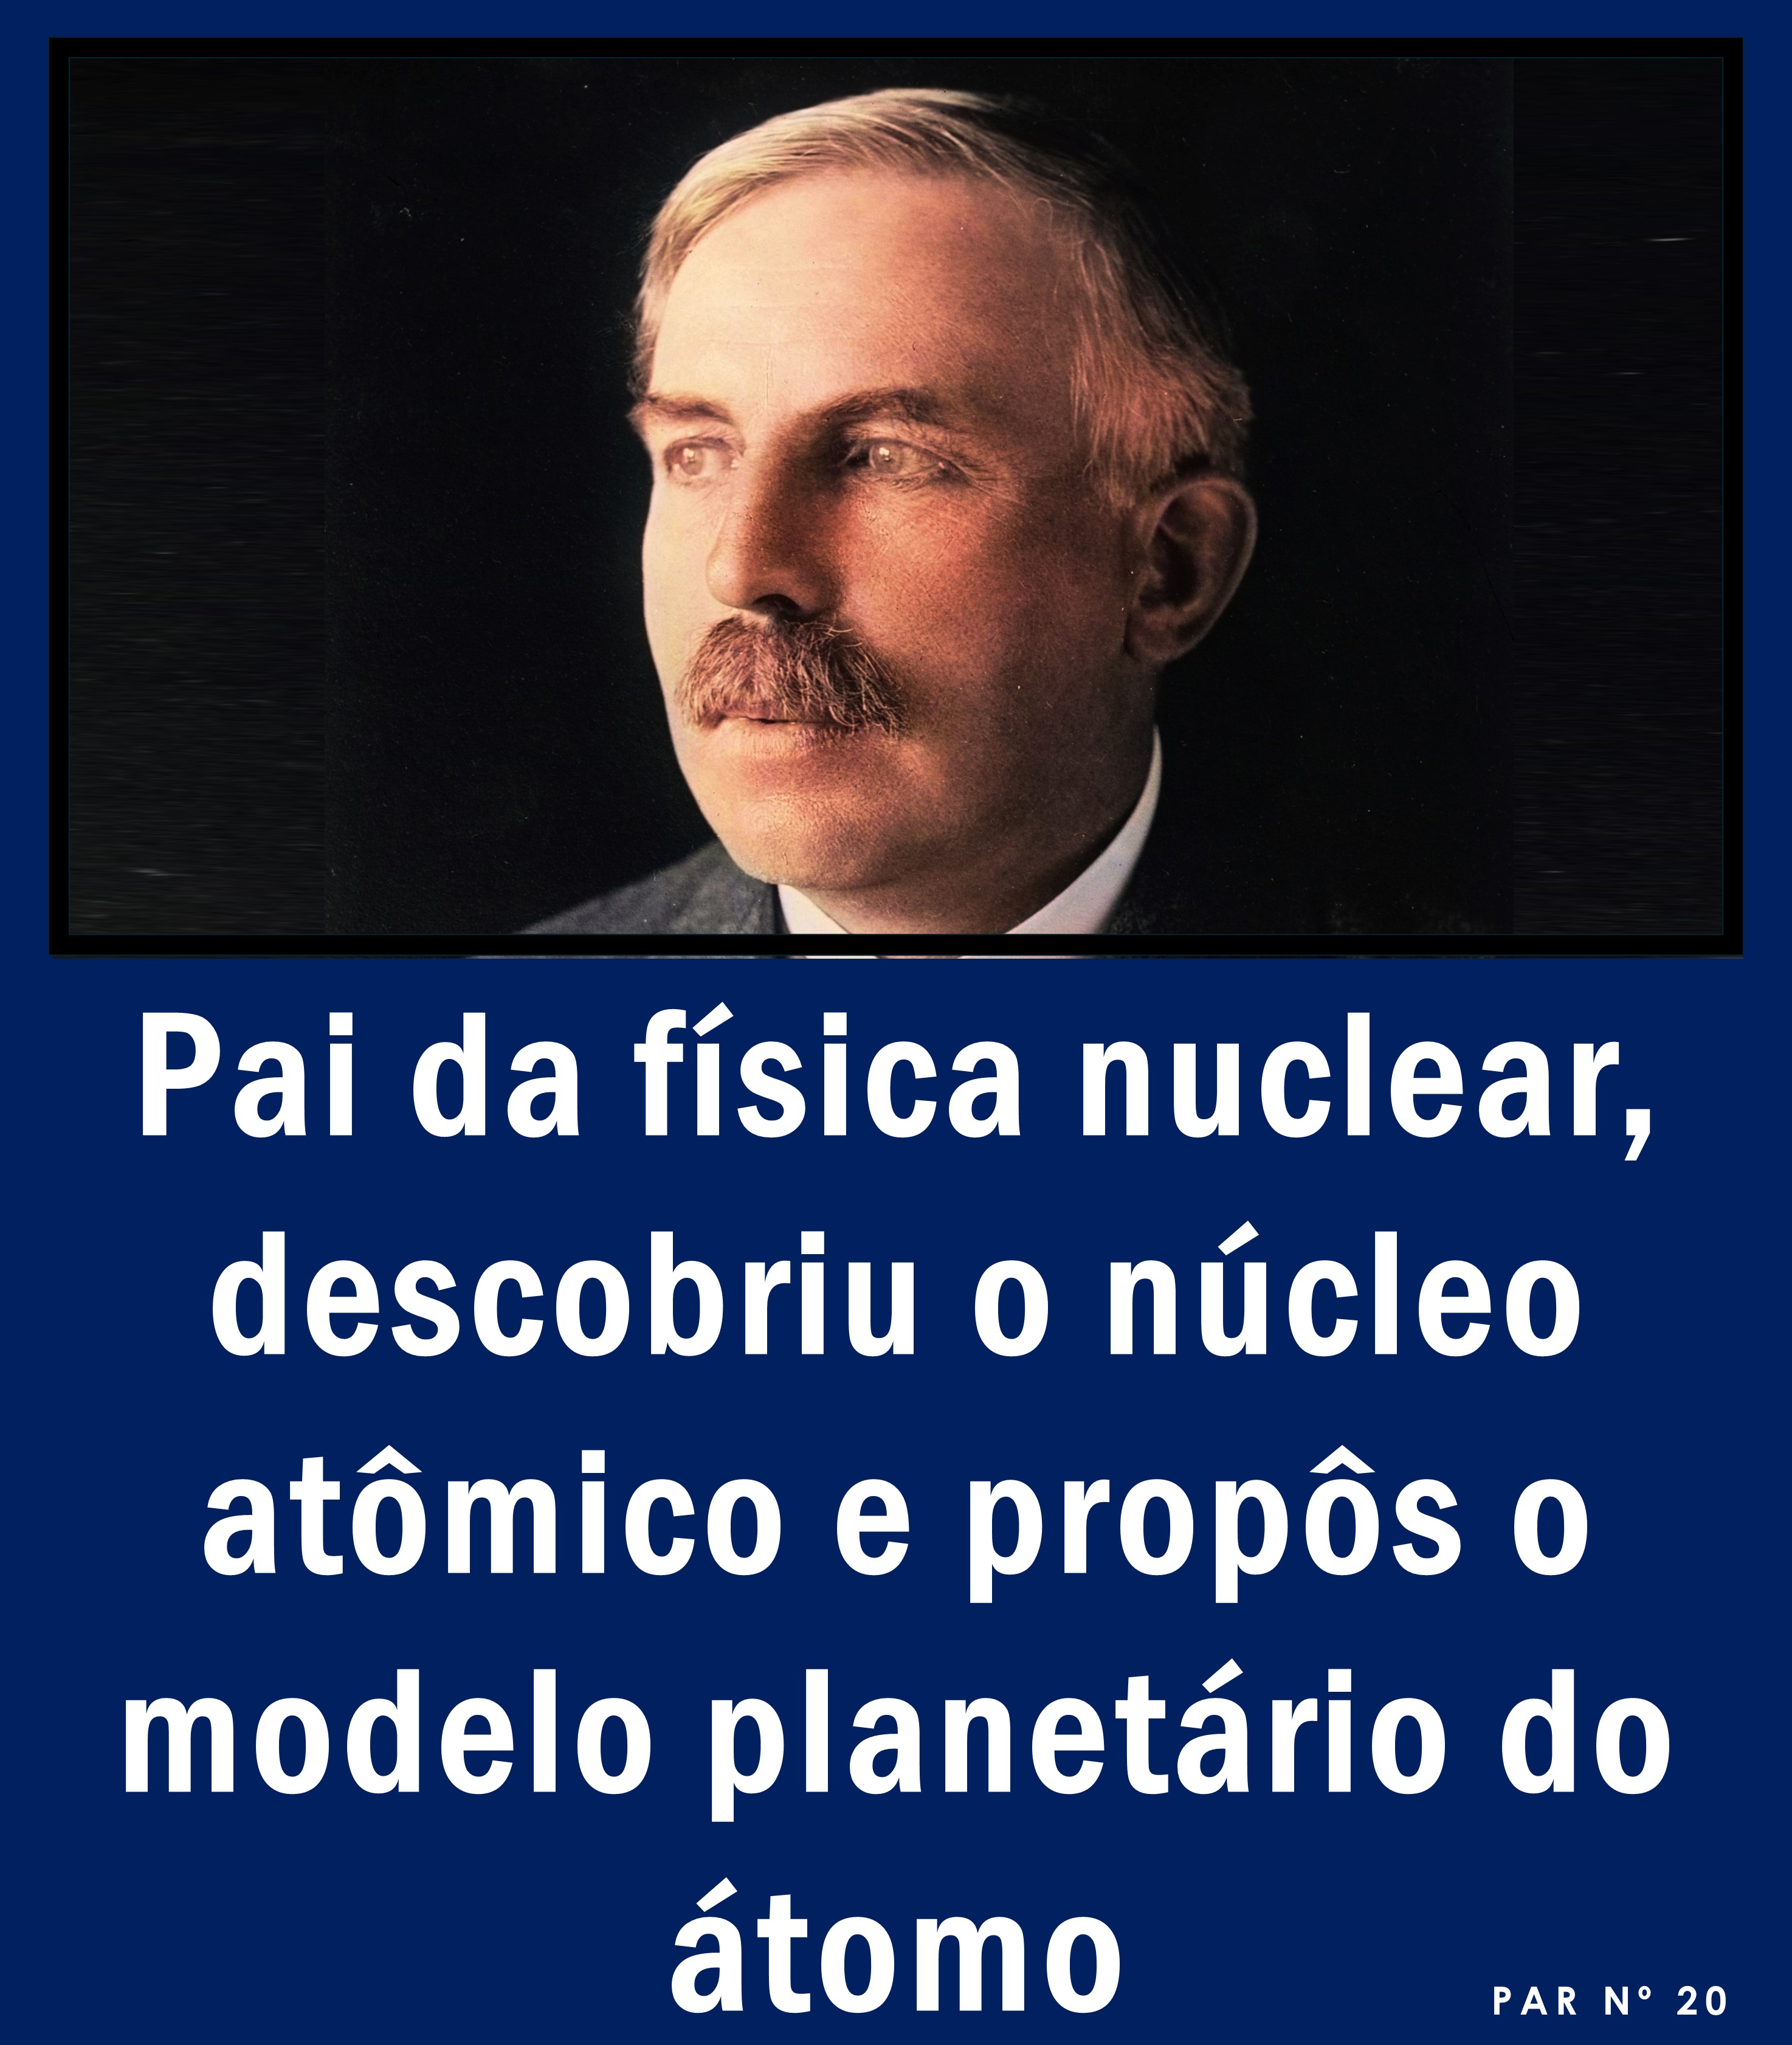 Pai da física nuclear,
descobriu o núcleo
atômico e propôs o
modelo planetário do
átomo
PAR Nº 20